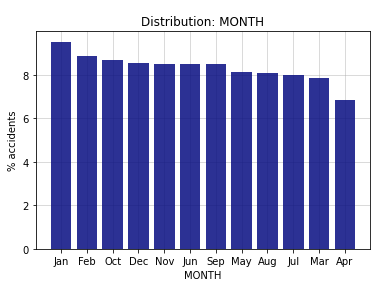 Distribution: MONTH
% accidents
8
6
4
2
0
Jan Feb Oct Dec Nov Jun Sep May Aug Jul Mar Apr
MONTH